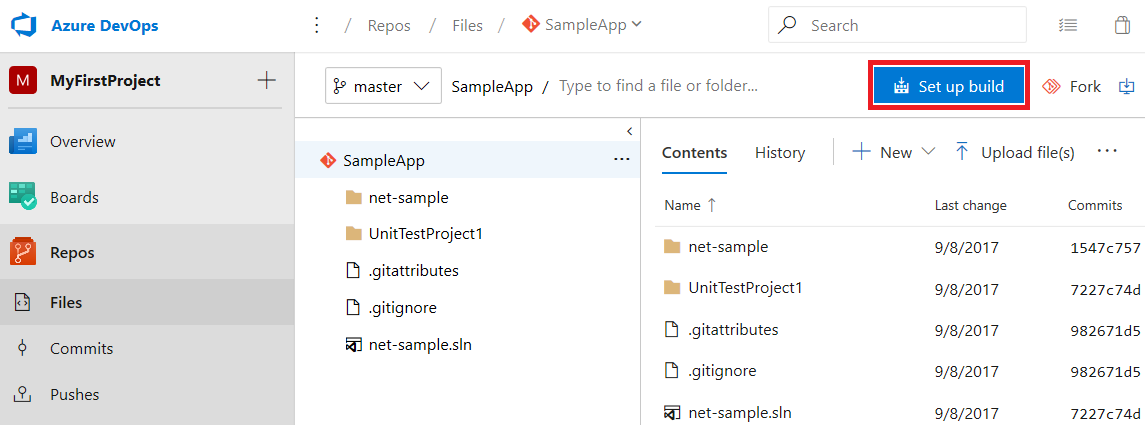 Azure DevOps
/ Repos / Files / SampleApp
Search
M MyFirstProject
master SampleApp / Type to find a file or folder... Set up build Fork
Overview
Boards
Repos
Files
Commits
Pushes
SampleApp ...
net-sample
UnitTestProject1
.gitattributes
.gitignore
net-sample.sln
Contents History New Upload file(s) ...
Name ↑ Last change Commits
net-sample 9/8/2017 1547c757
UnitTestProject1 9/8/2017 7227c74d
.gitattributes 9/8/2017 982671d5
.gitignore 9/8/2017 982671d5
net-sample.sln 9/8/2017 7227c74d